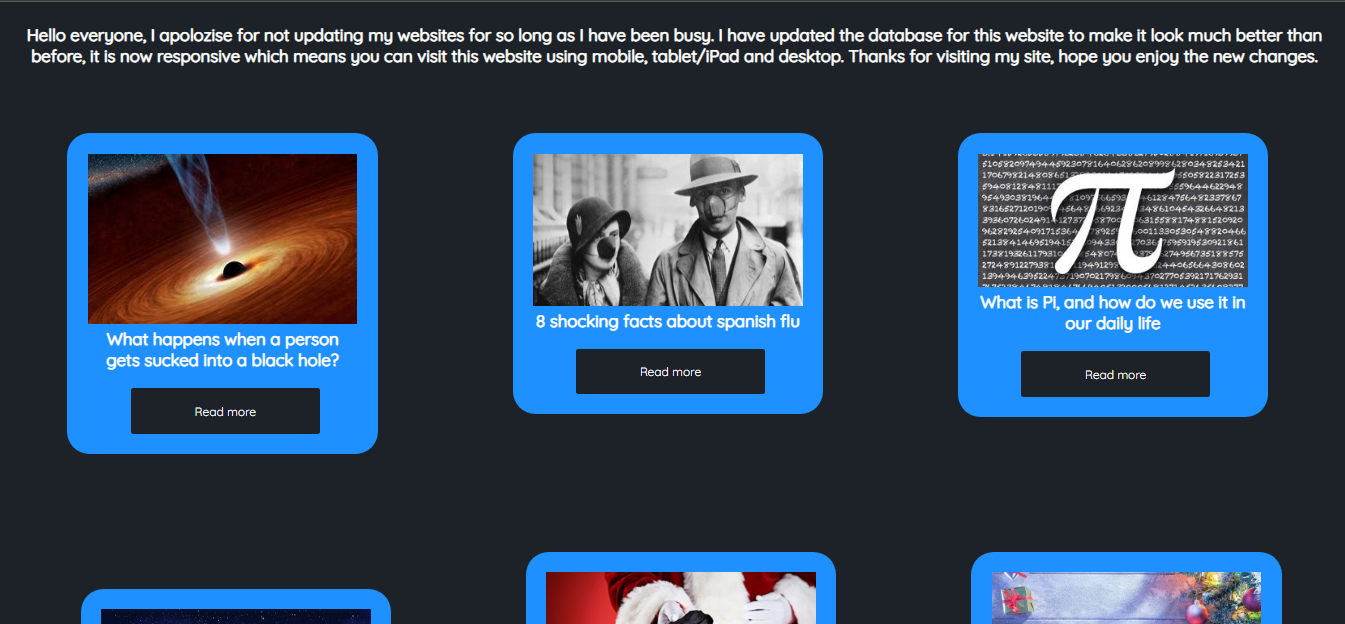 Hello everyone, I apolozise for not updating my websites for so long as I have been busy. I have updated the database for this website to make it look much better than
before, it is now responsive which means you can visit this website using mobile, tablet/iPad and desktop. Thanks for visiting my site, hope you enjoy the new changes.
What happens when a person
gets sucked into a black hole?
Read more
8 shocking facts about spanish flu
Read more
π
What is Pi, and how do we use it in
our daily life
Read more